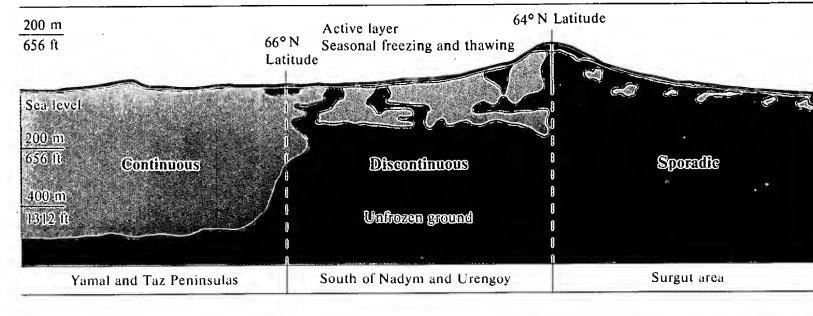 200 m
656 ft
Active layer
Seasonal freezing and thawing
66° N
Latitude
64° N Latitude
Sea level
200 m
656 ft
400 m
1312 ft
Continuous
Discontinuous
Sporadic
Unfrozen ground
Yamal and Taz Peninsulas
South of Nadym and Urengoy
Surgut area